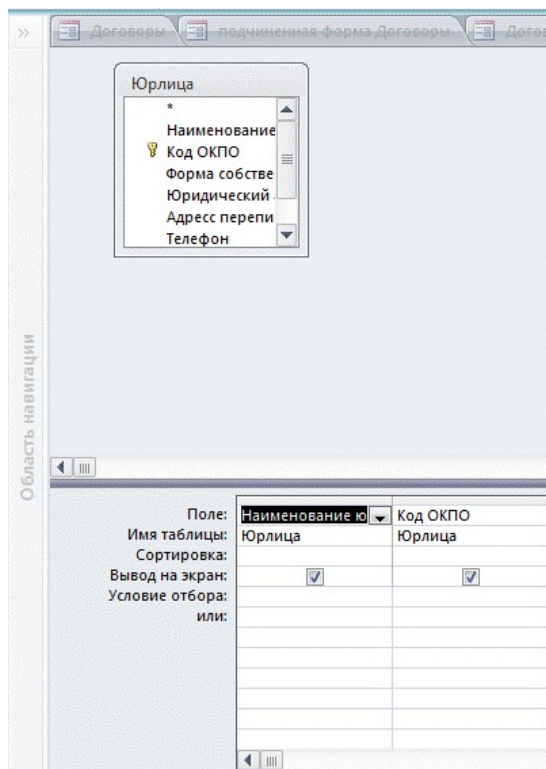 Договоры подчиненная форма Договоры Догов
Юрлица
*
Наименование
Код ОКПО
Форма собстве
Юридический
Адресс перепи
Телефон
Область навигации
Поле: Наименование ю Код ОКПО
Имя таблицы: Юрлица Юрлица
Сортировка:
Вывод на экран:
Условие отбора:
или: